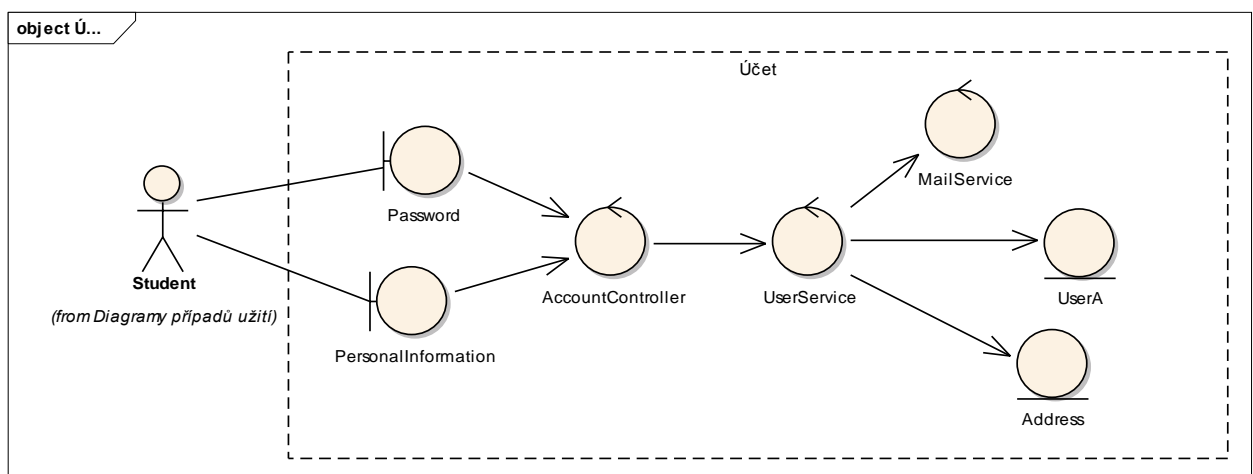 object Ú...
Účet
MailService
Password
Student
(from Diagramy případů užití)
AccountController
UserService
UserA
PersonalInformation
Address